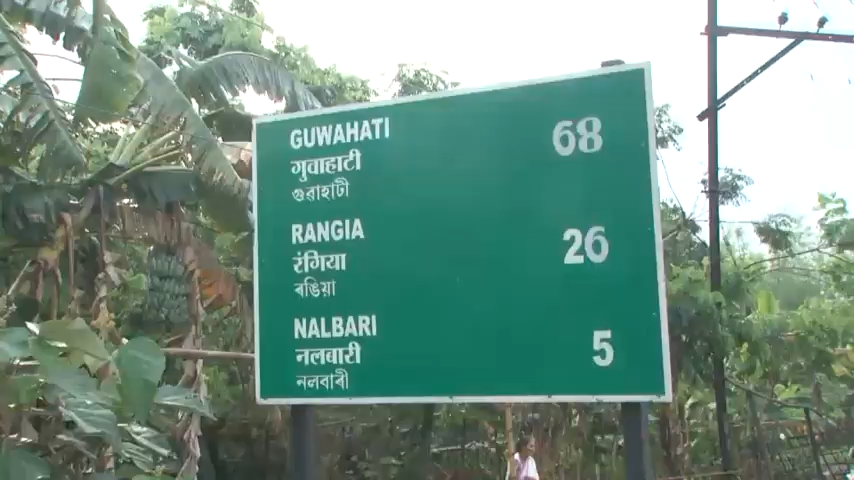 GUWAHATI 68
गुवाहाटी
গুৱাহাটী
RANGIA 26
रंगिया
ৰঙিয়া
NALBARI 5
नलबारी
নলবাৰী